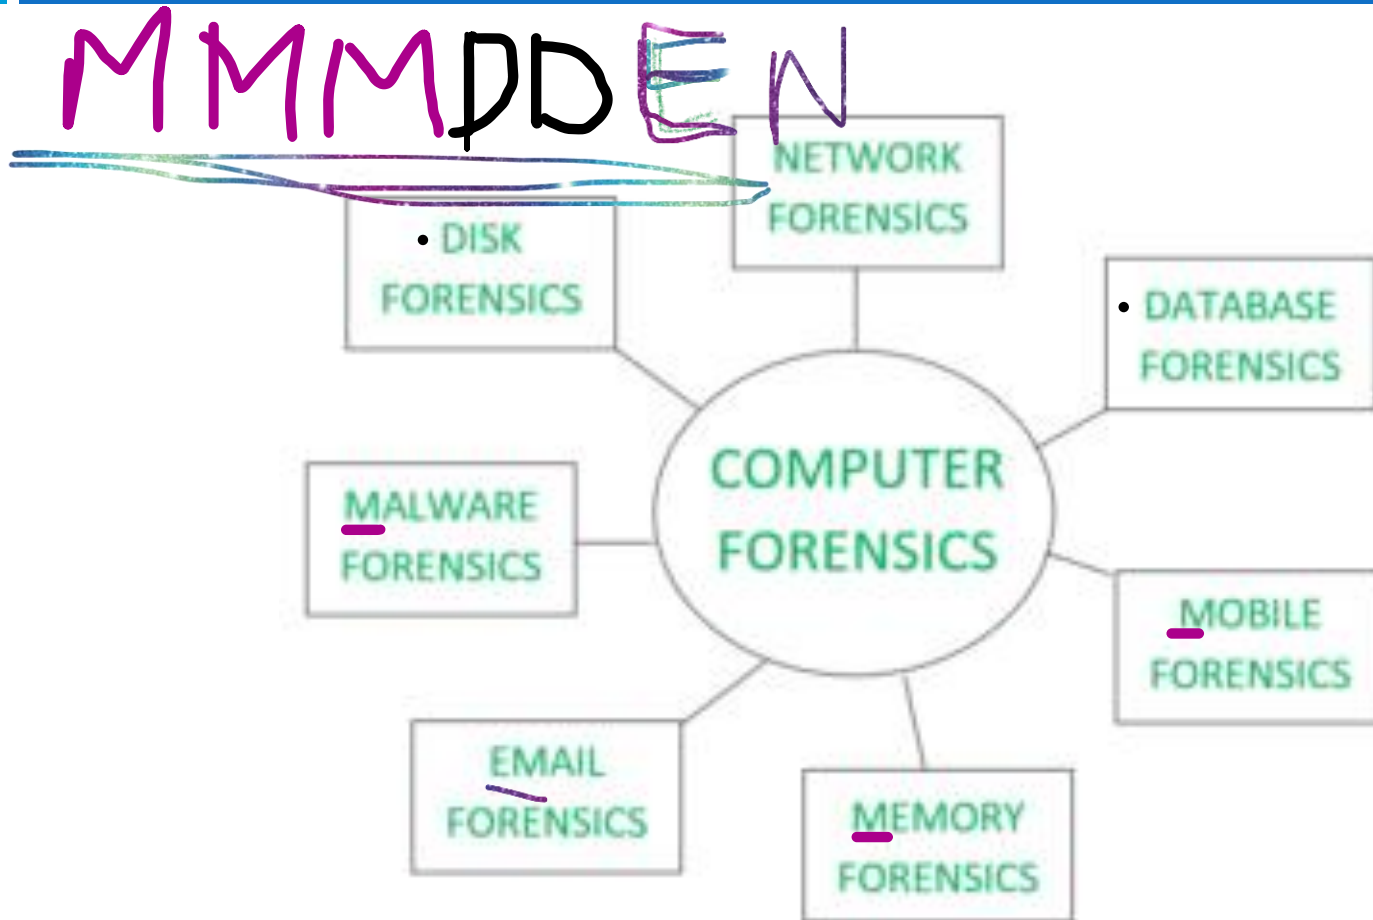 MMMDDEN
NETWORK
FORENSICS
• DISK
FORENSICS
• DATABASE
FORENSICS
COMPUTER
FORENSICS
MALWARE
FORENSICS
MOBILE
FORENSICS
EMAIL
FORENSICS
MEMORY
FORENSICS